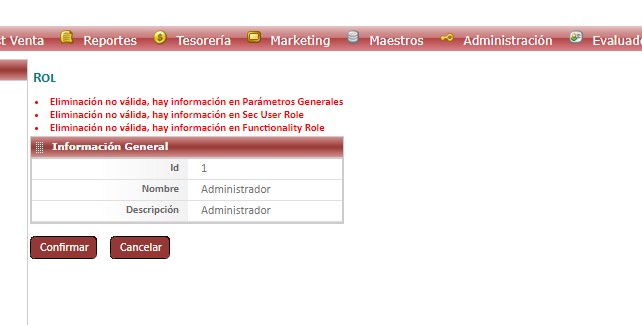 t Venta Reportes Tesorería Marketing Maestros Administración Evaluad
ROL
• Eliminación no válida, hay información en Parámetros Generales
• Eliminación no válida, hay información en Sec User Role
• Eliminación no válida, hay información en Functionality Role
Información General
Id 1
Nombre Administrador
Descripción Administrador
Confirmar Cancelar